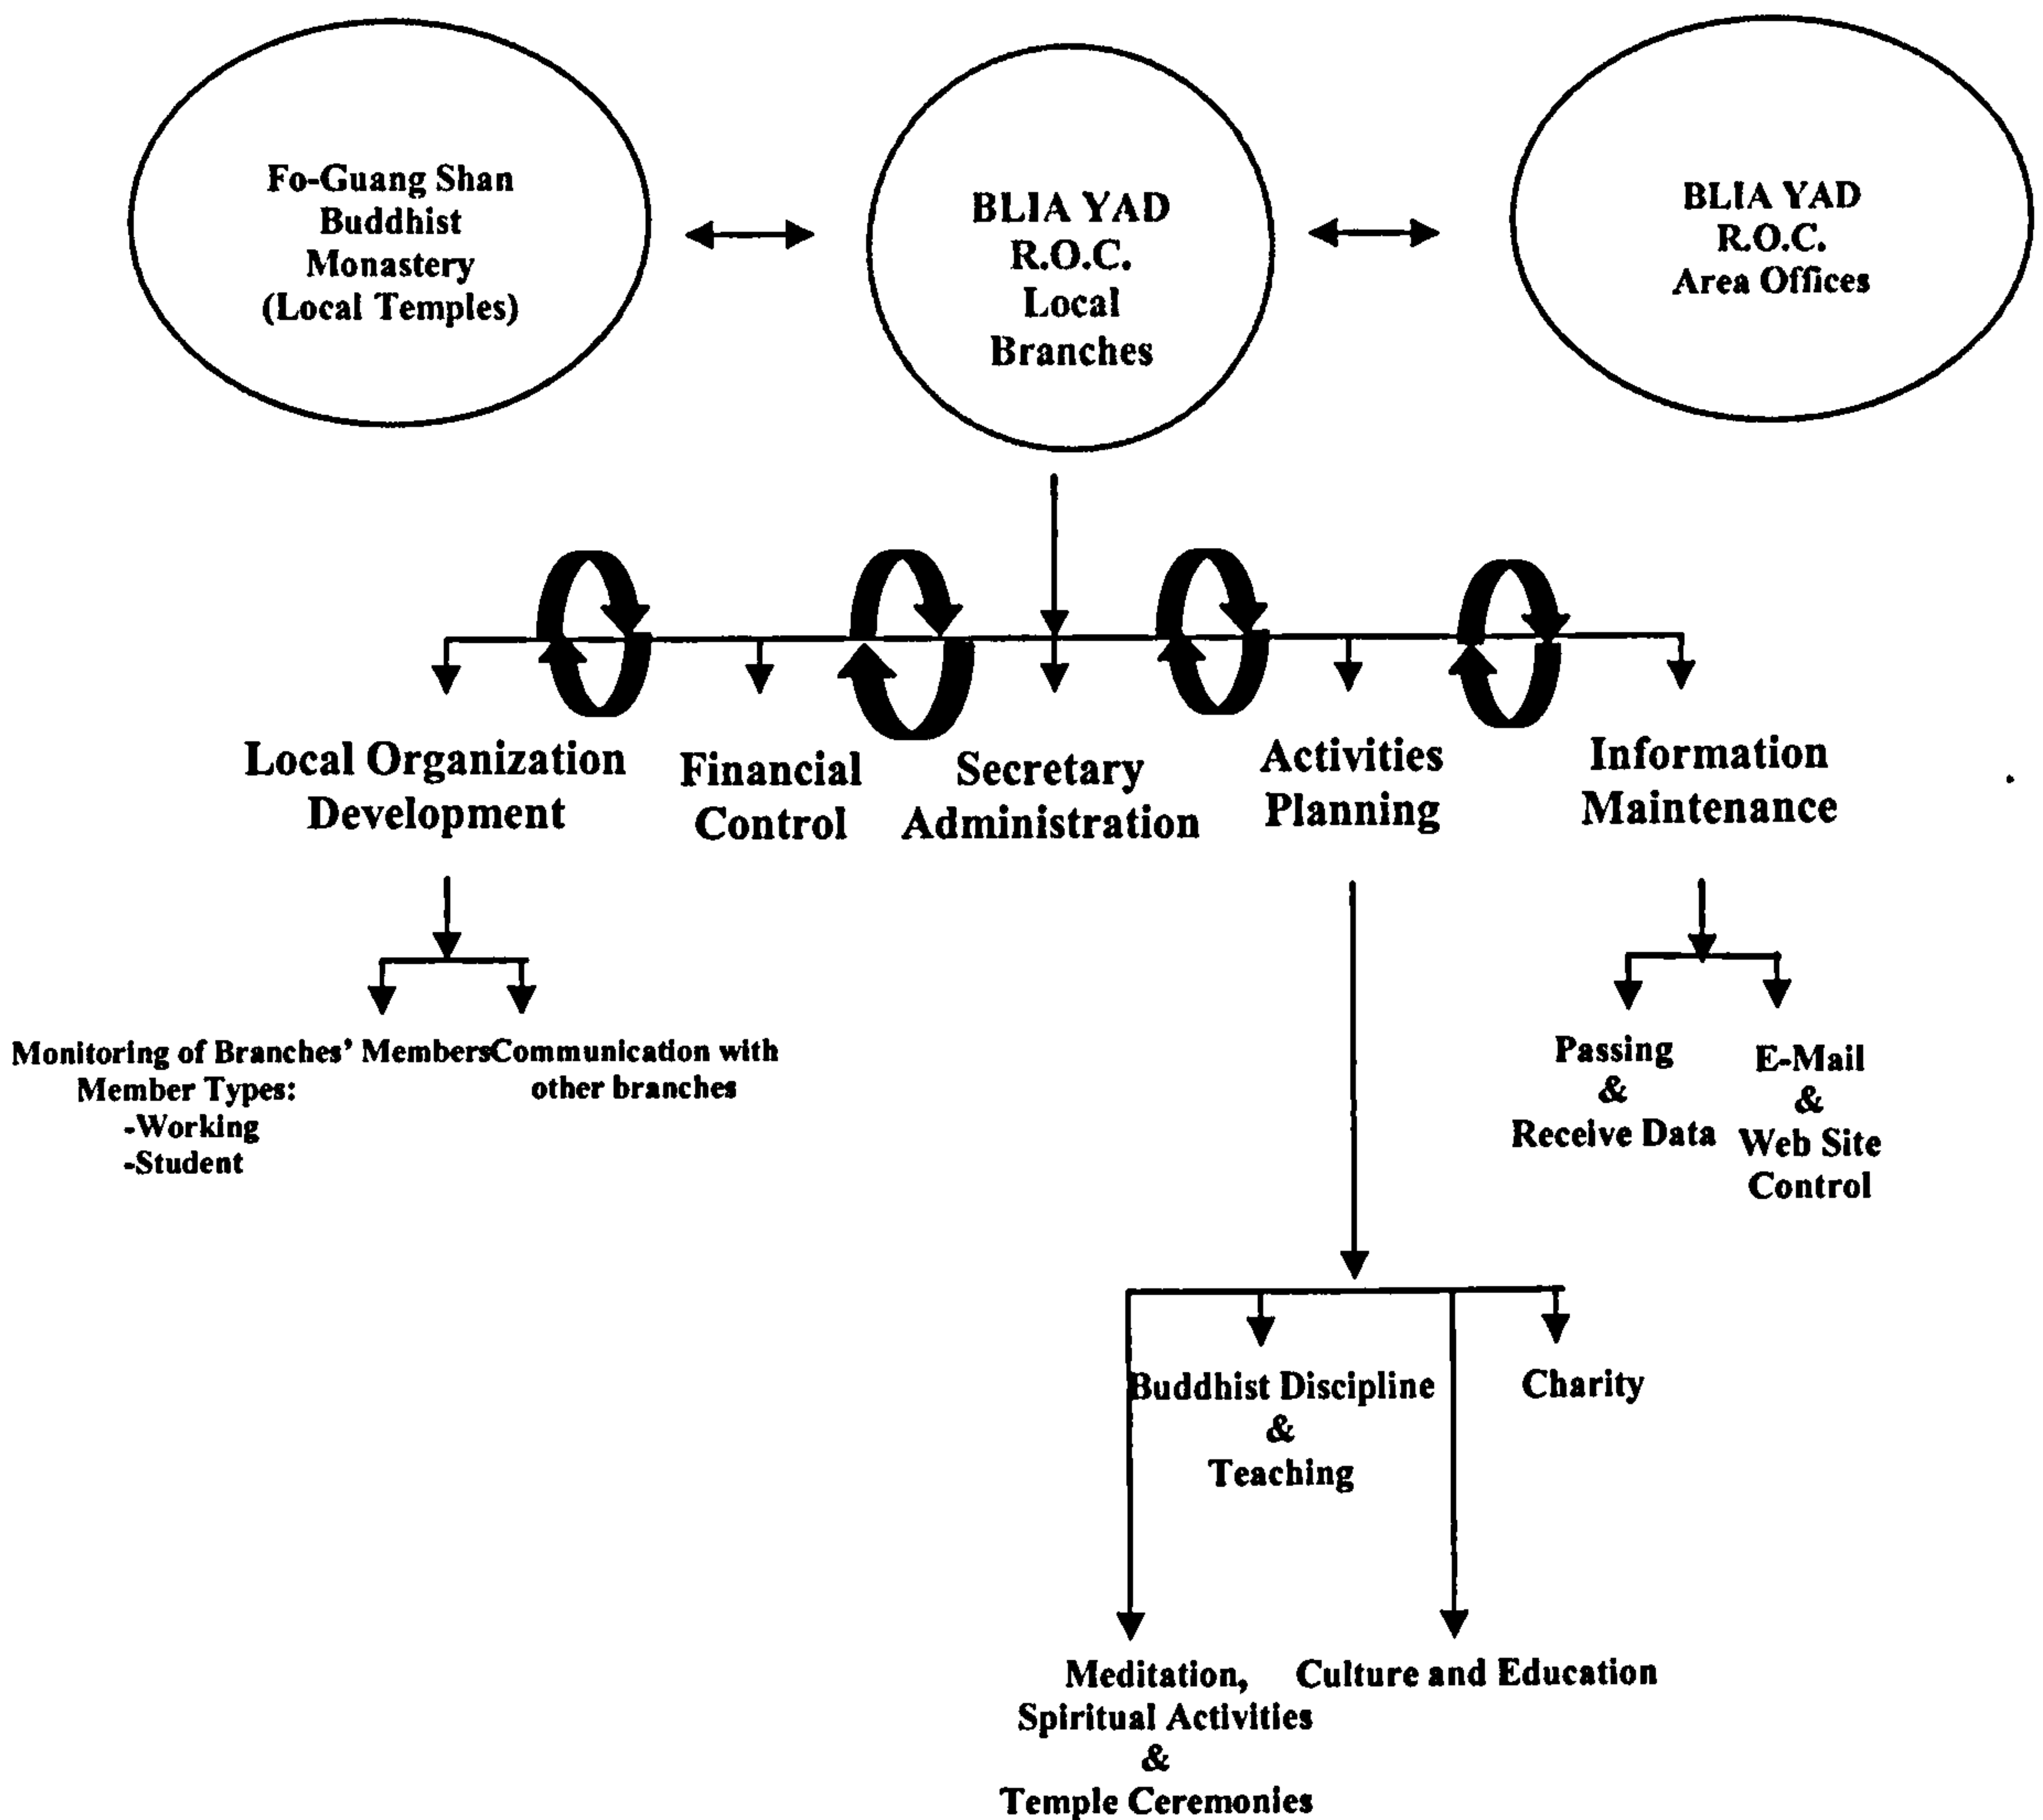 Fo-Guang Shan
Buddhist
Monastery
(Local Temples)
BLIA YAD
R.O.C.
Local
Branches
BLIA YAD
R.O.C.
Area Offices
Local Organization
Development
Financial
Control
Secretary
Administration
Activities
Planning
Information
Maintenance
Monitoring of Branches' Members
Member Types:
-Working
-Student
Communication with
other branches
Passing
&
Receive Data
E-Mail
&
Web Site
Control
Buddhist Discipline
&
Teaching
Charity
Meditation,
Spiritual Activities
&
Temple Ceremonies
Culture and Education